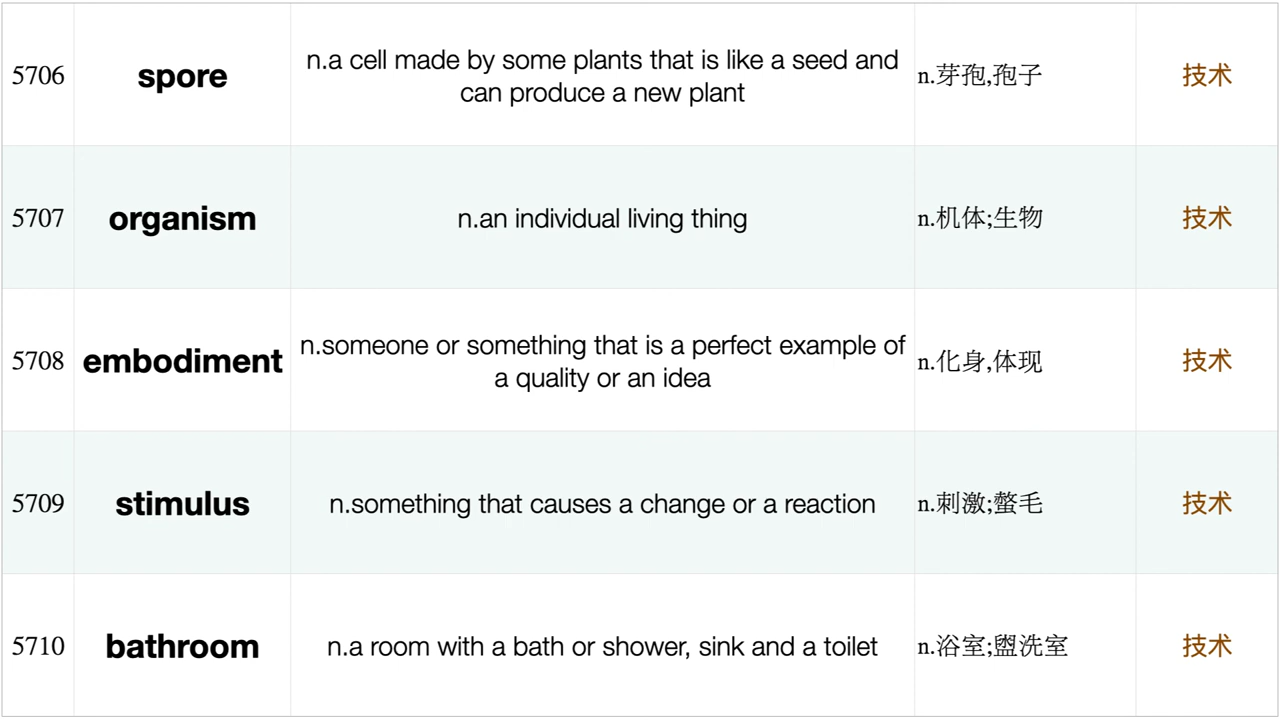 5706 spore n.a cell made by some plants that is like a seed and can produce a new plant n.芽孢,孢子 技术
5707 organism n.an individual living thing n.机体;生物 技术
5708 embodiment n.someone or something that is a perfect example of a quality or an idea n.化身,体现 技术
5709 stimulus n.something that causes a change or a reaction n.刺激;螫毛 技术
5710 bathroom n.a room with a bath or shower, sink and a toilet n.浴室;盥洗室 技术